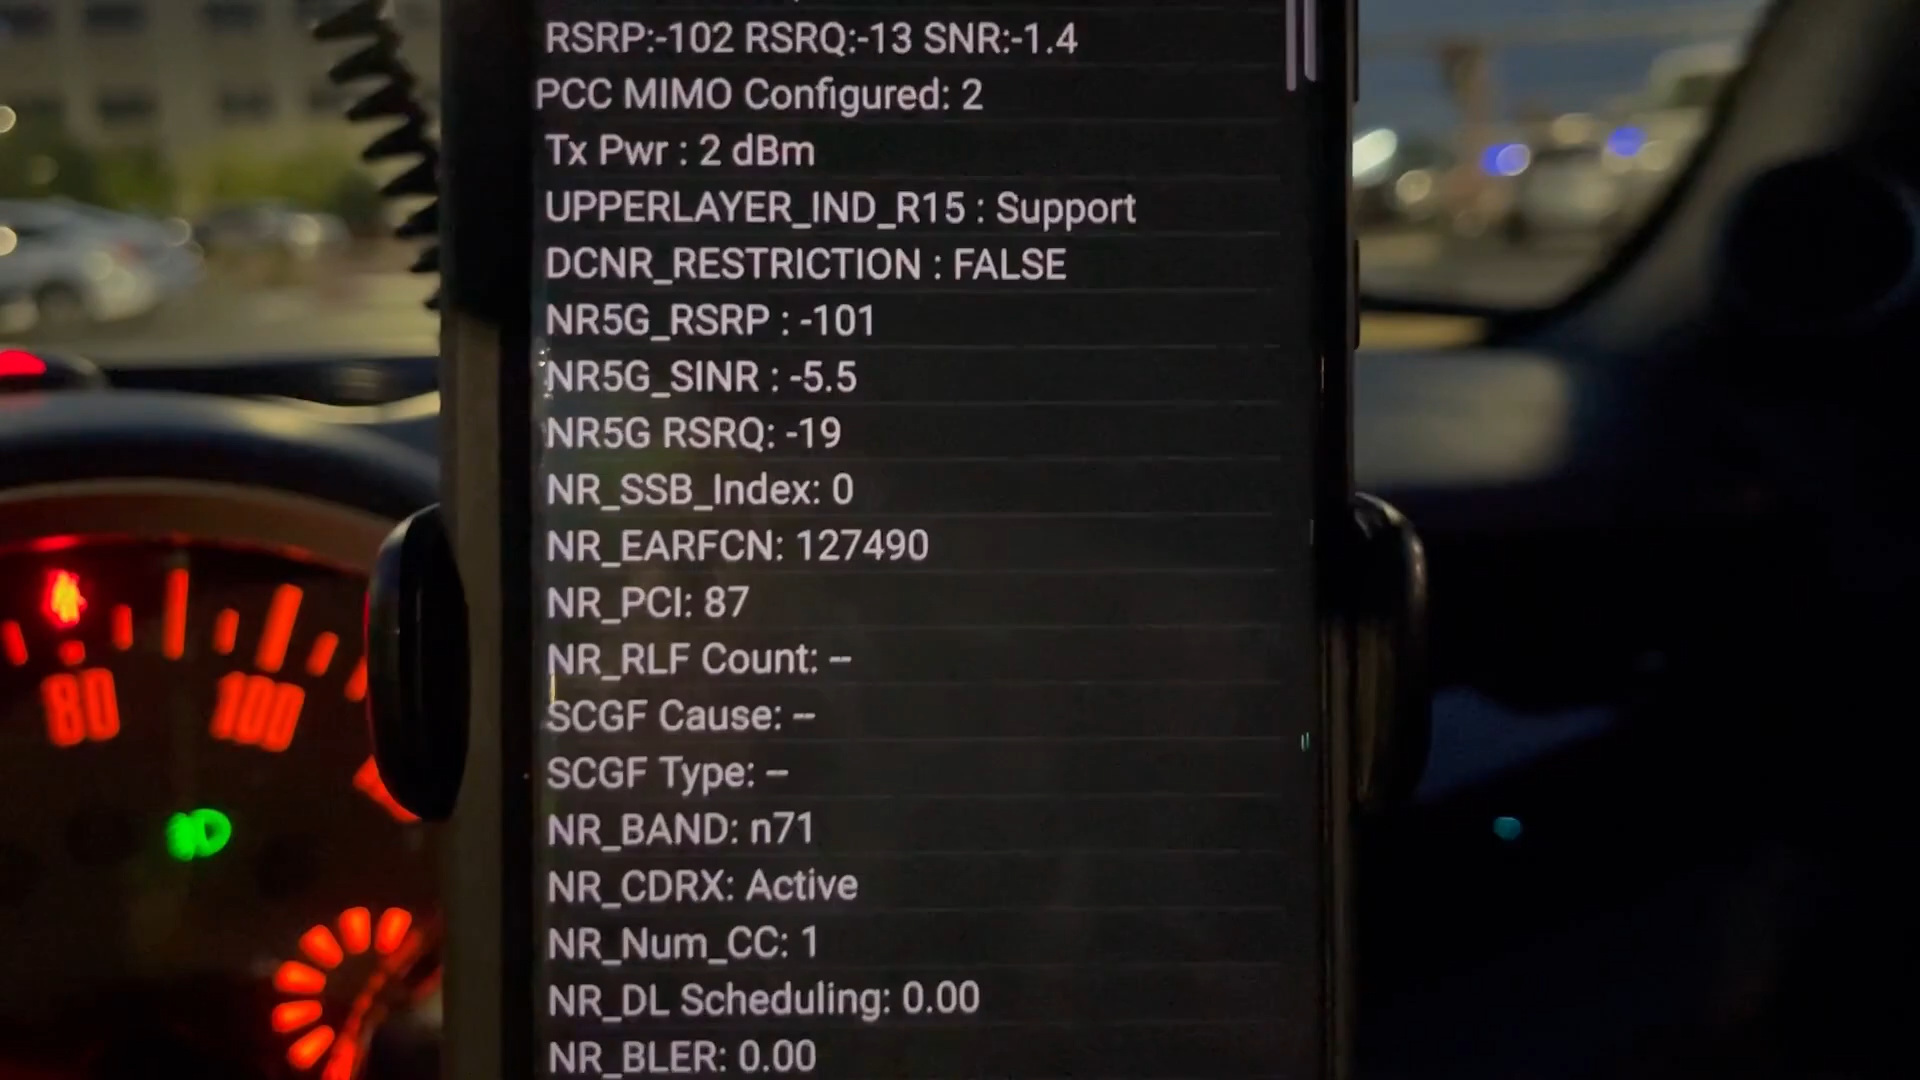 RSRP:-102 RSRQ:-13 SNR:-1.4
PCC MIMO Configured: 2
Tx Pwr : 2 dBm
UPPERLAYER_IND_R15 : Support
DCNR_RESTRICTION : FALSE
NR5G_RSRP : -101
NR5G_SINR : -5.5
NR5G RSRQ: -19
NR_SSB_Index: 0
NR_EARFCN: 127490
NR_PCI: 87
NR_RLF Count: --
SCGF Cause: --
SCGF Type: --
NR_BAND: n71
NR_CDRX: Active
NR_Num_CC: 1
NR_DL Scheduling: 0.00
NR_BLER: 0.00
80
100